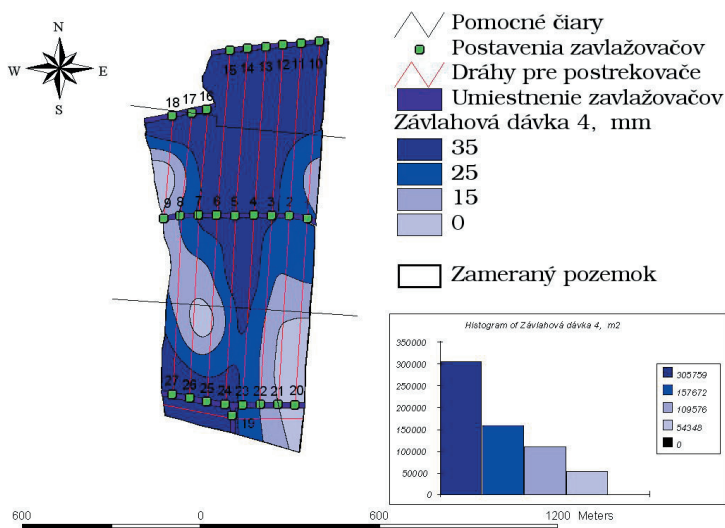 N
W E
S
Pomocné čiary
Postavenia zavlažovačov
Dráhy pre postrekovače
Umiestnenie zavlažovačov
Závlahová dávka 4, mm
35
25
15
0
Zameraný pozemok
15 14 13 12 11 10
18 17 16
9 8 7 6 5 4 3 2
27 26 25 24 23 22 21 20
19
Histogram of Závlahová dávka 4, m2
350000
300000
250000
200000
150000
100000
50000
0
305759
157672
109576
54348
0
600 0 600 1200 Meters